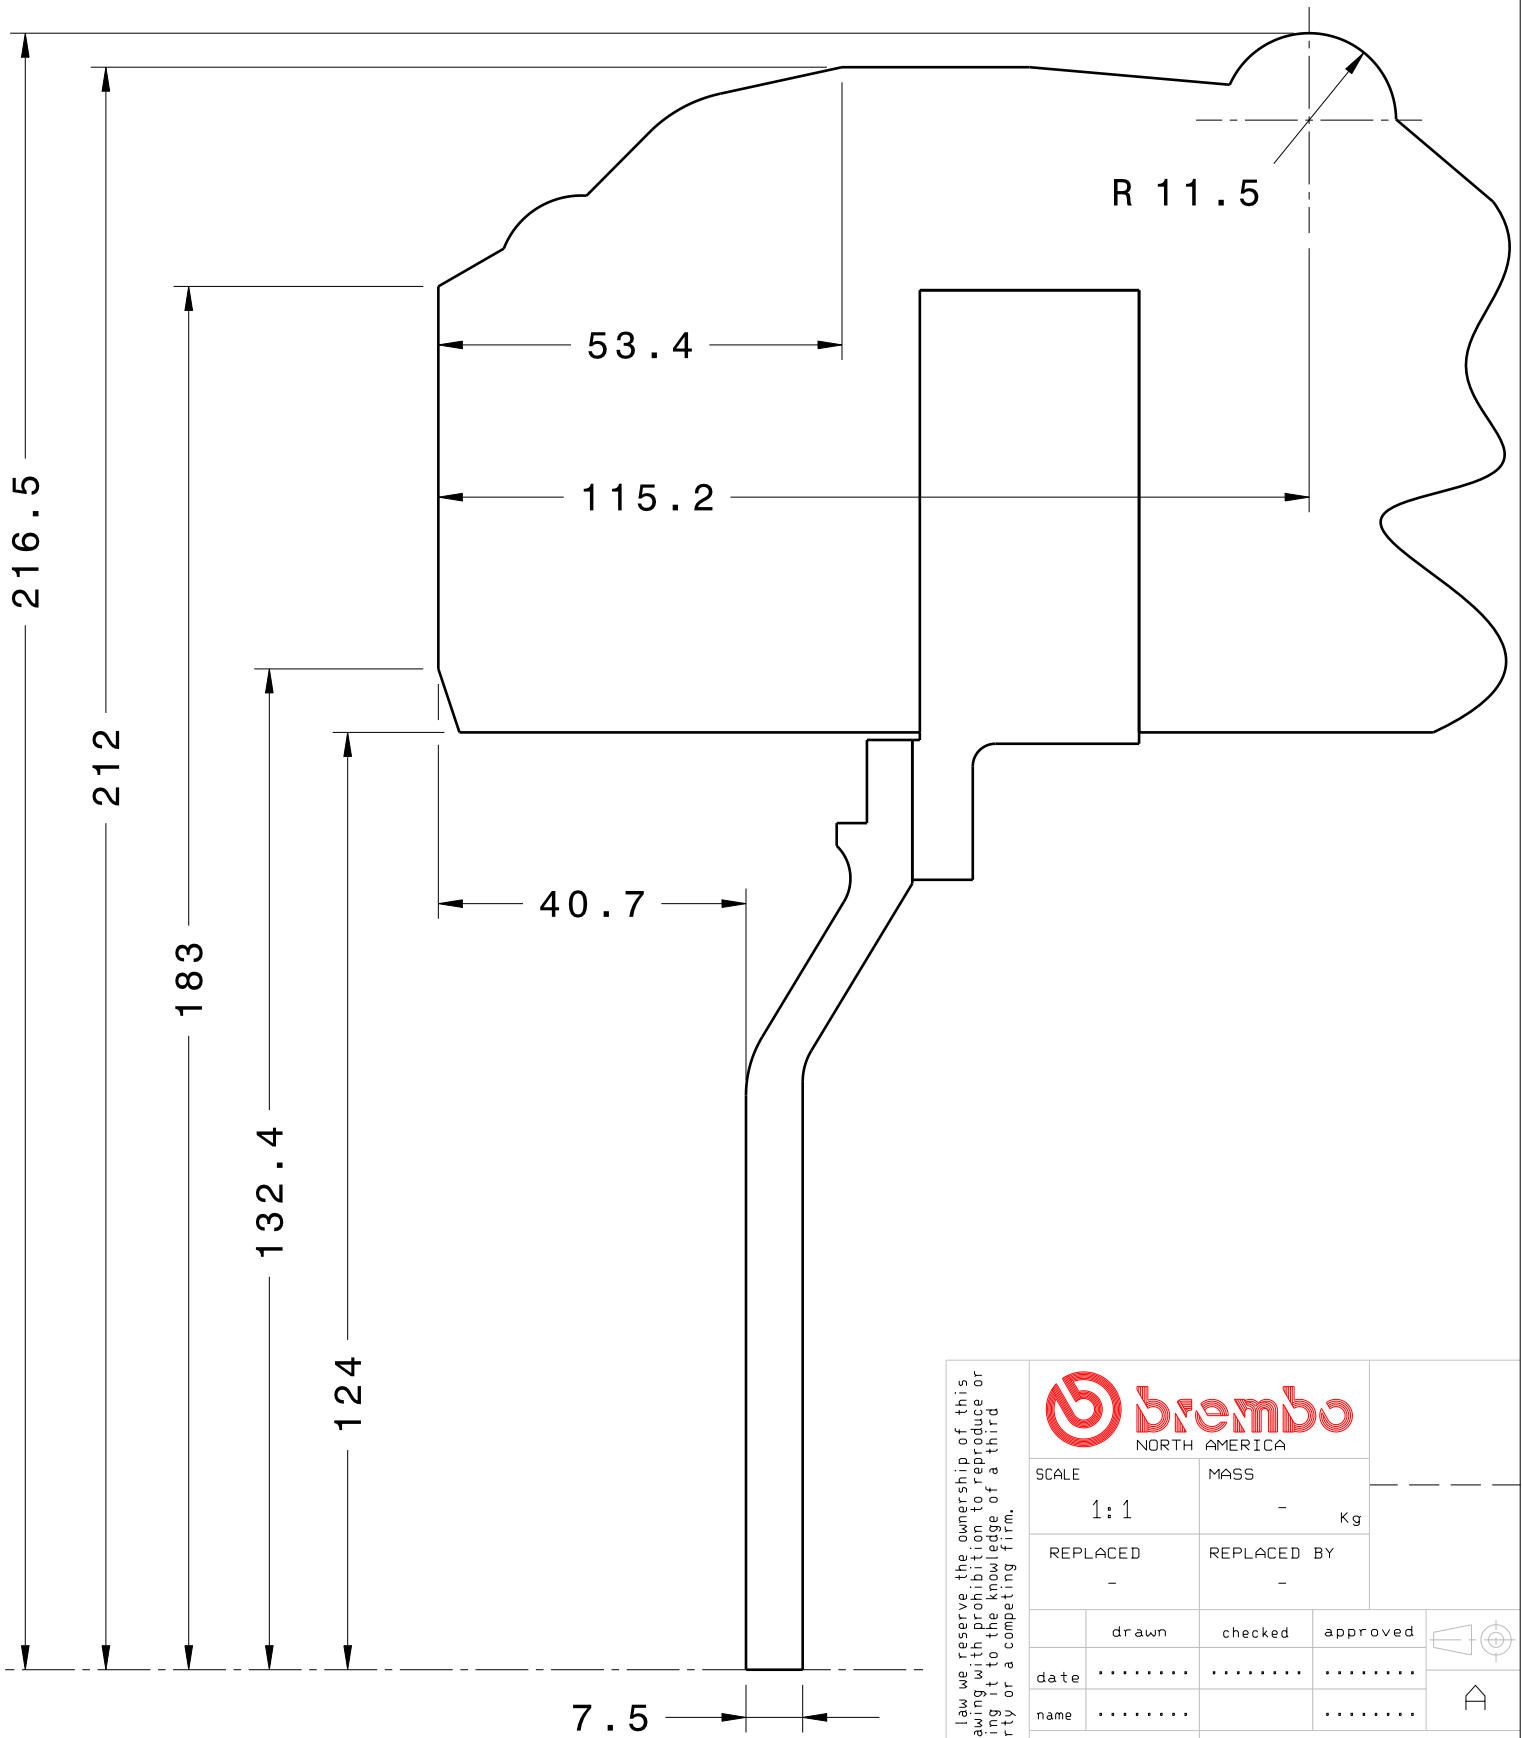 R 11.5
53.4
115.2
216.5
212
40.7
183
132.4
124
7.5
law we reserve the ownership of this
awing with prohibition to reproduce or
ing it to the knowledge of a third
rty or a competing firm.
brembo
NORTH AMERICA
SCALE
1:1
MASS
- Kg
REPLACED
-
REPLACED BY
-
drawn checked approved
date ........ ........ ........
name ........ ........
A